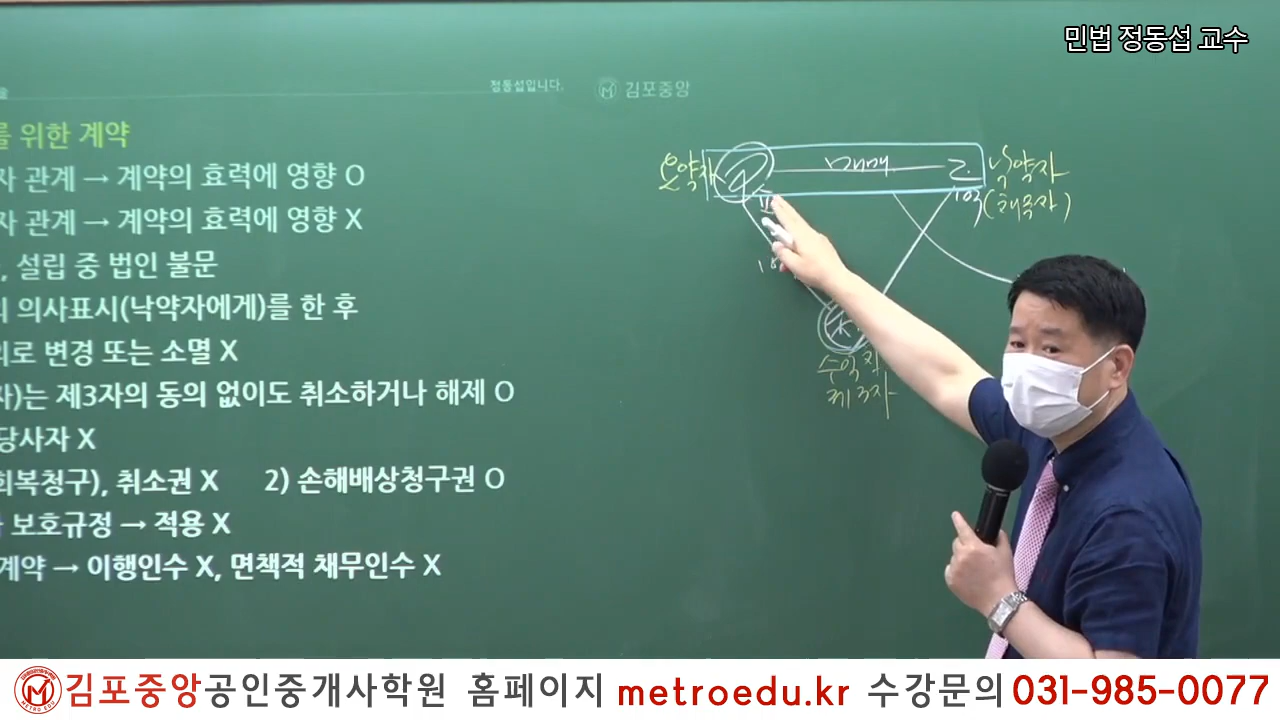 민법 정동섭 교수
정동섭입니다. 김포중앙
를 위한 계약
자 관계 → 계약의 효력에 영향 O
자 관계 → 계약의 효력에 영향 X
, 설립 중 법인 불문
의 의사표시(낙약자에게)를 한 후
의로 변경 또는 소멸 X
자)는 제3자의 동의 없이도 취소하거나 해제 O
당사자 X
회복청구), 취소권 X 2) 손해배상청구권 O
보호규정 → 적용 X
계약 → 이행인수 X, 면책적 채무인수 X
요약자 甲 매매 乙 낙약자
(채무자)
수익자
제3자
METRO EDU
김포중앙공인중개사학원 홈페이지 metroedu.kr 수강문의 031-985-0077